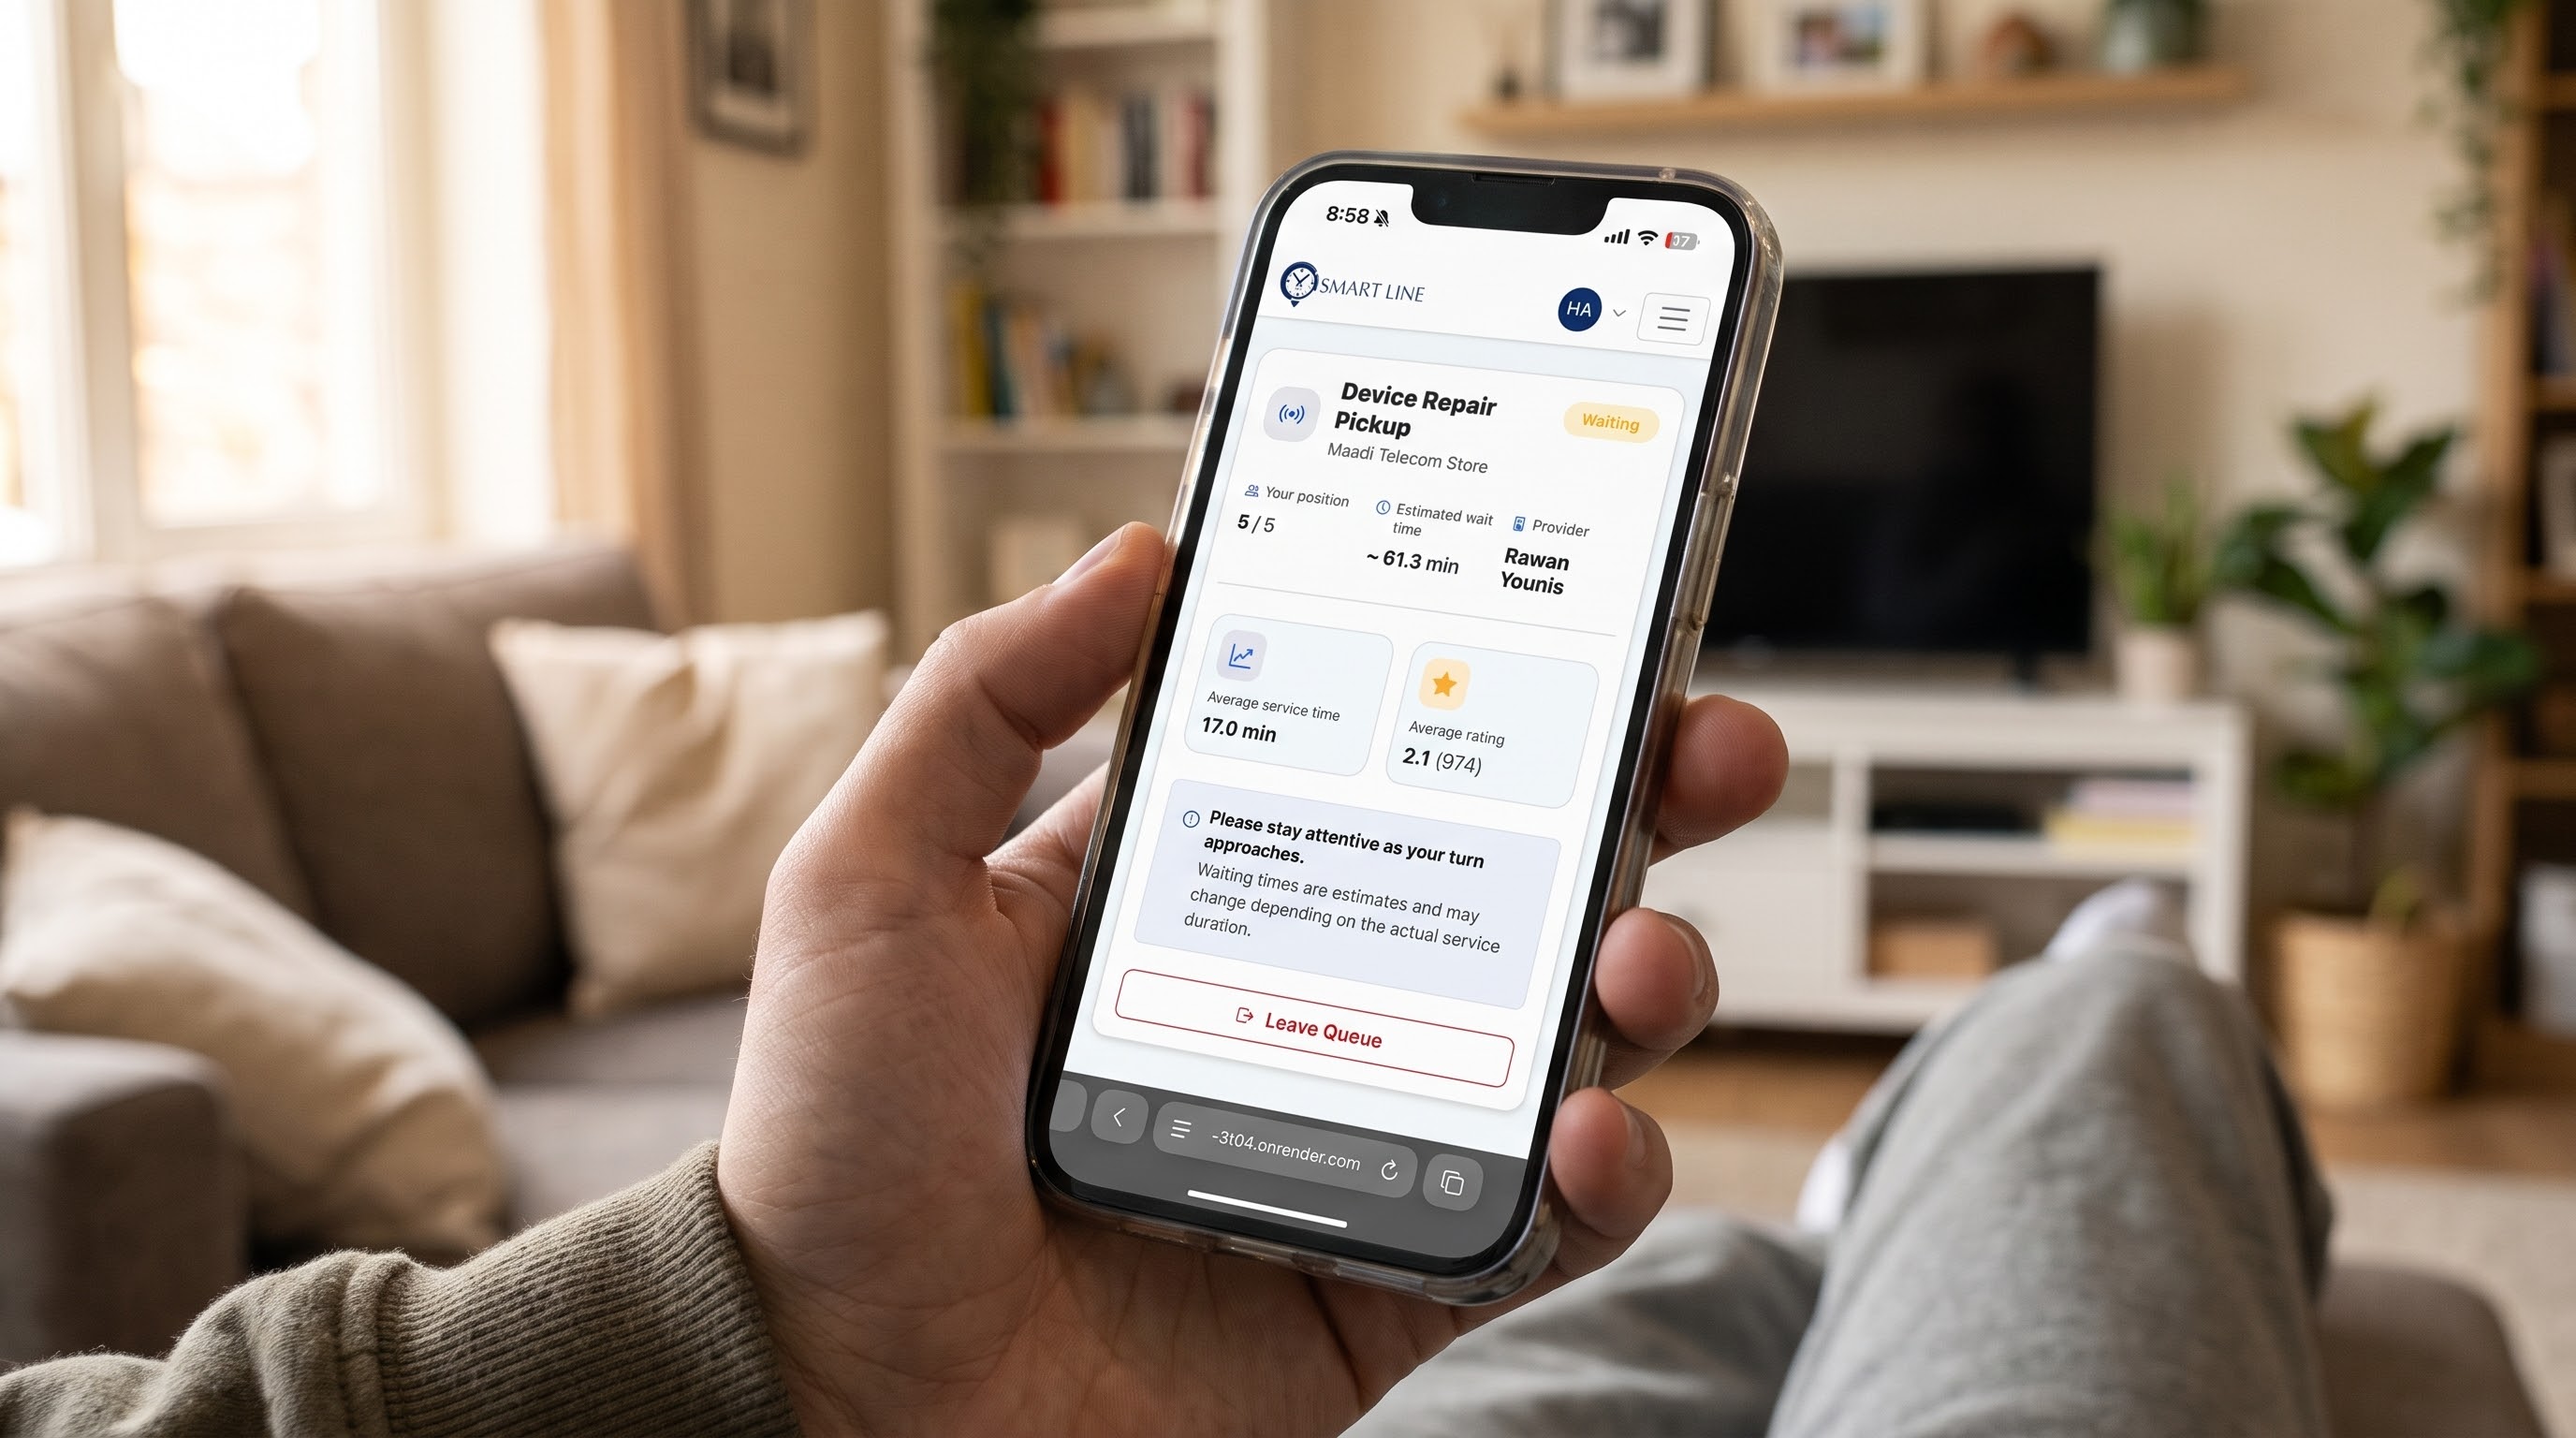 8:58
37
SMART LINE
HA
Device Repair
Pickup
Waiting
Maadi Telecom Store
Your position
5 / 5
Estimated wait
time
~ 61.3 min
Provider
Rawan
Younis
Average service time
17.0 min
Average rating
2.1 (974)
Please stay attentive as your turn
approaches.
Waiting times are estimates and may
change depending on the actual service
duration.
Leave Queue
-3t04.onrender.com